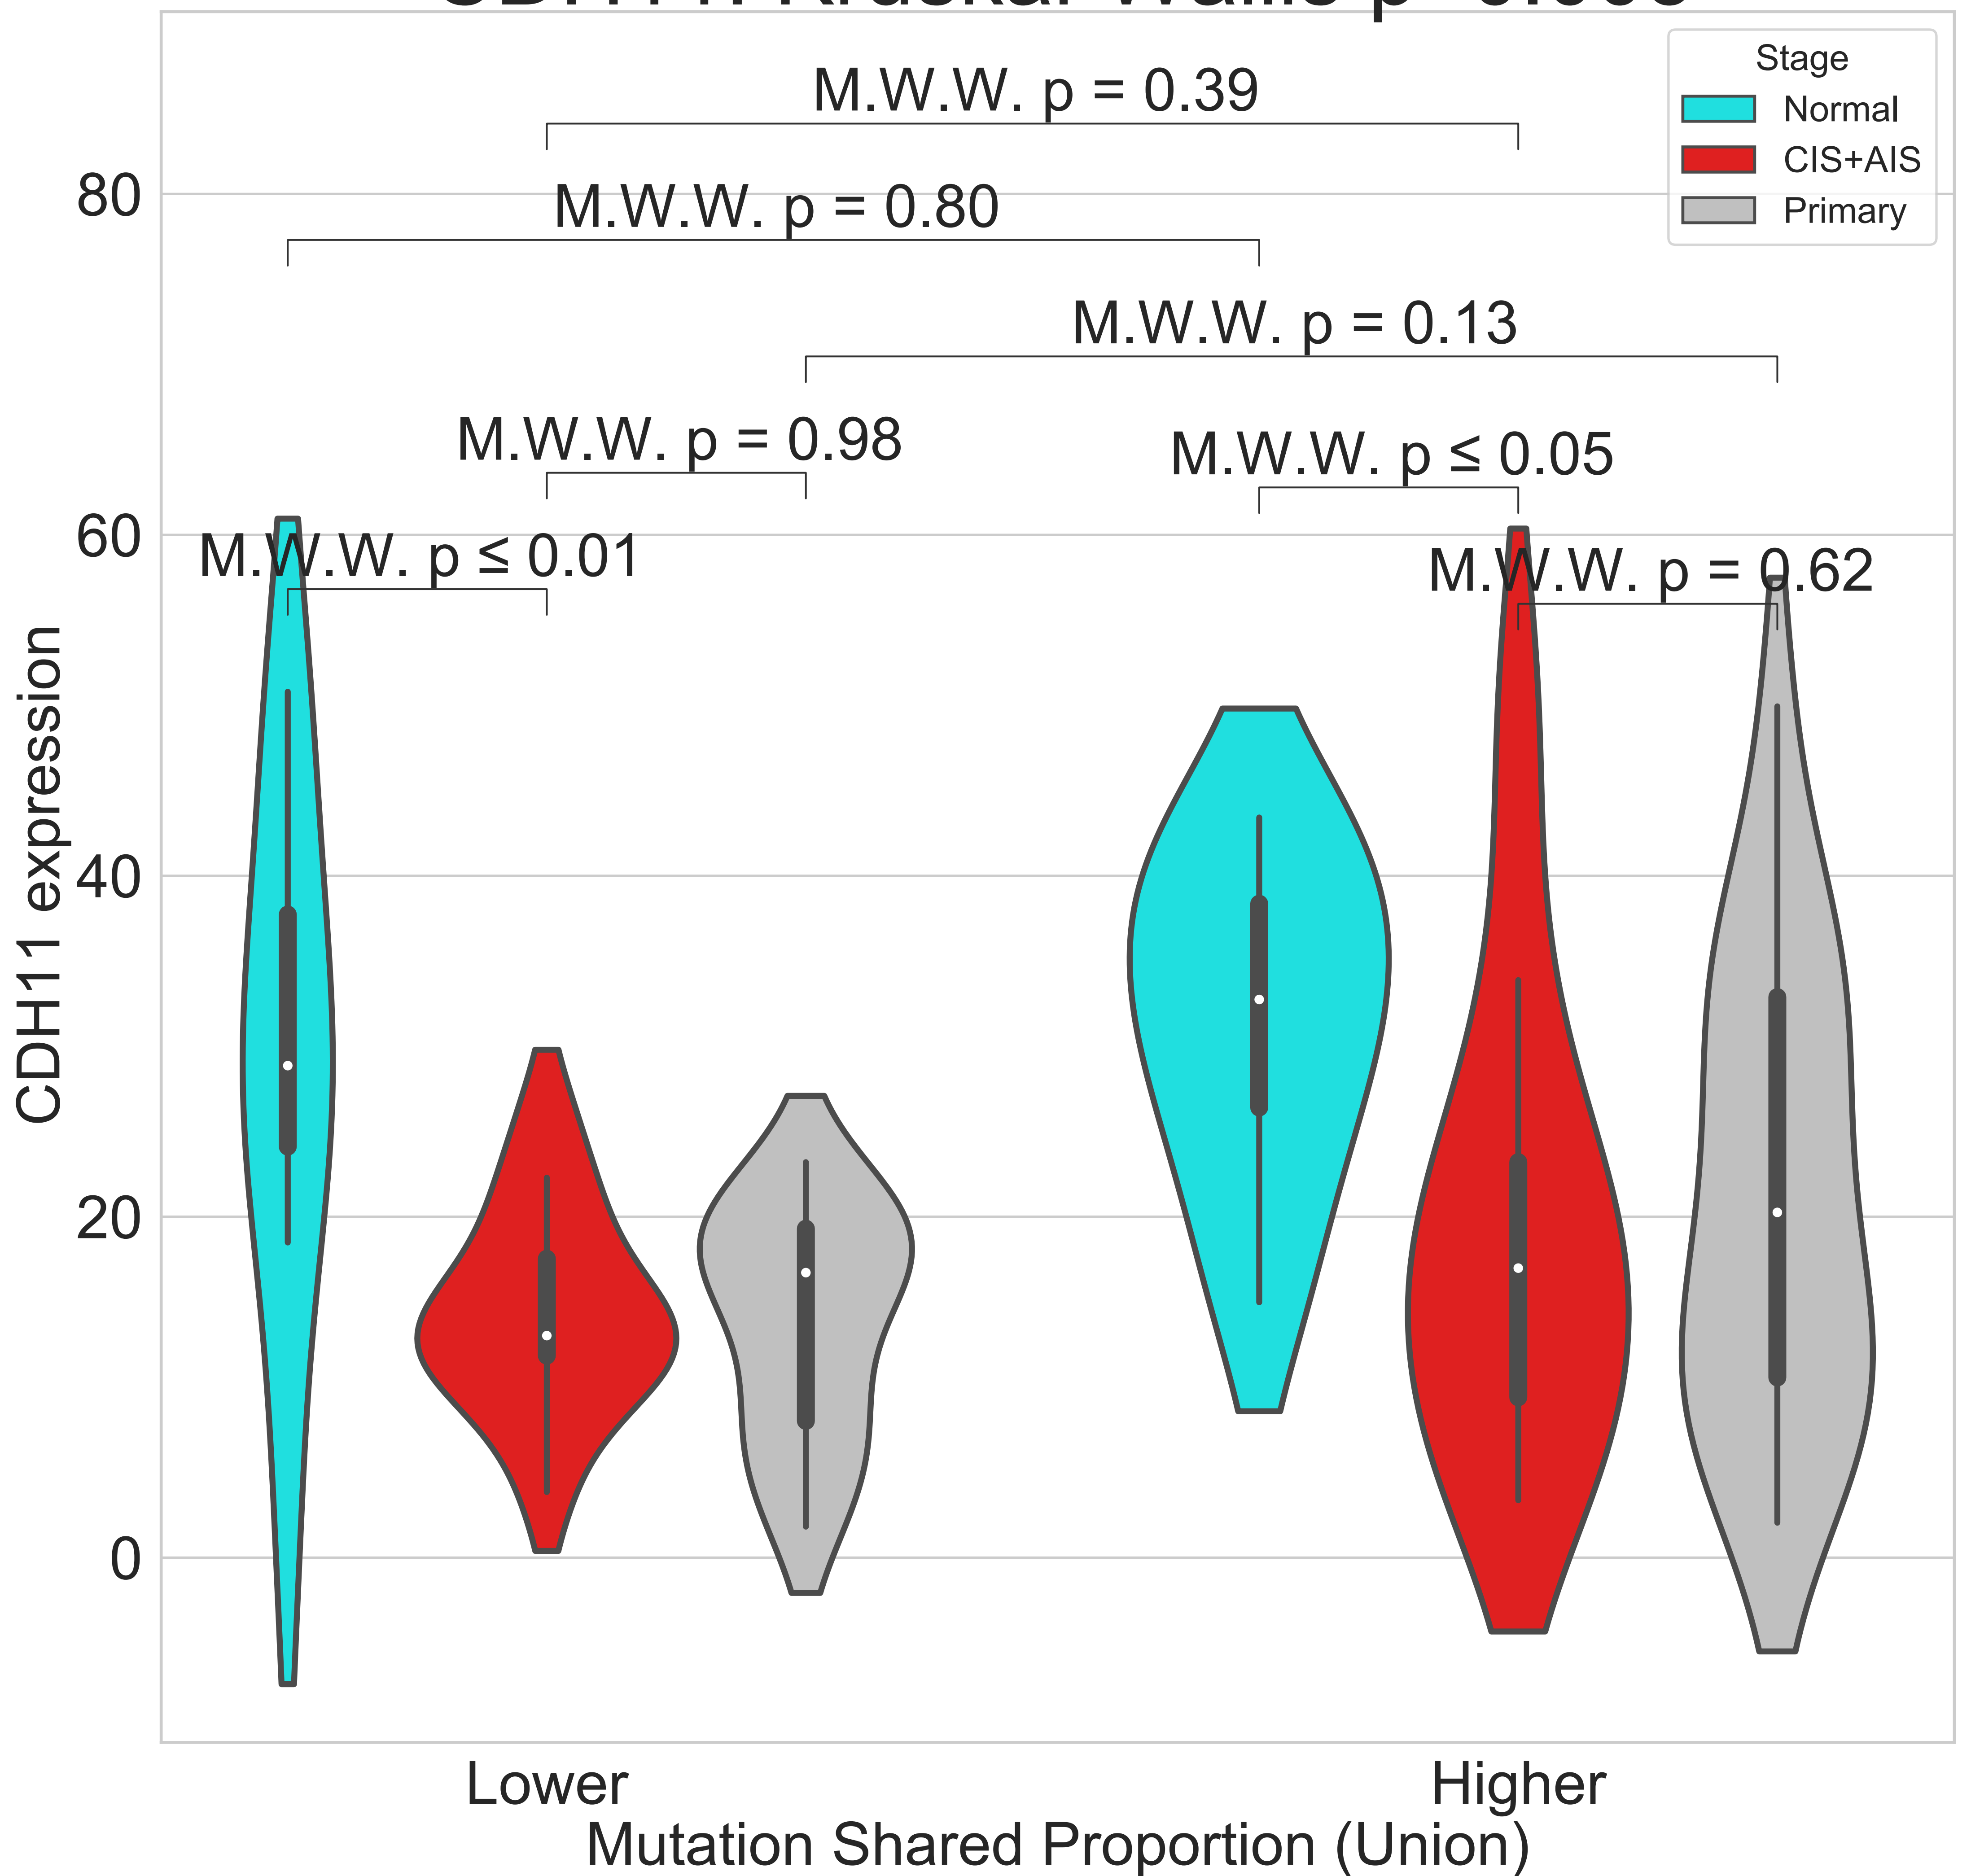 Stage
Normal
CIS+AIS
Primary
M.W.W. p = 0.39
M.W.W. p = 0.80
M.W.W. p = 0.13
M.W.W. p = 0.98
M.W.W. p ≤ 0.05
M.W.W. p ≤ 0.01
M.W.W. p = 0.62
80
60
40
20
0
CDH11 expression
Lower
Higher
Mutation Shared Proportion (Union)